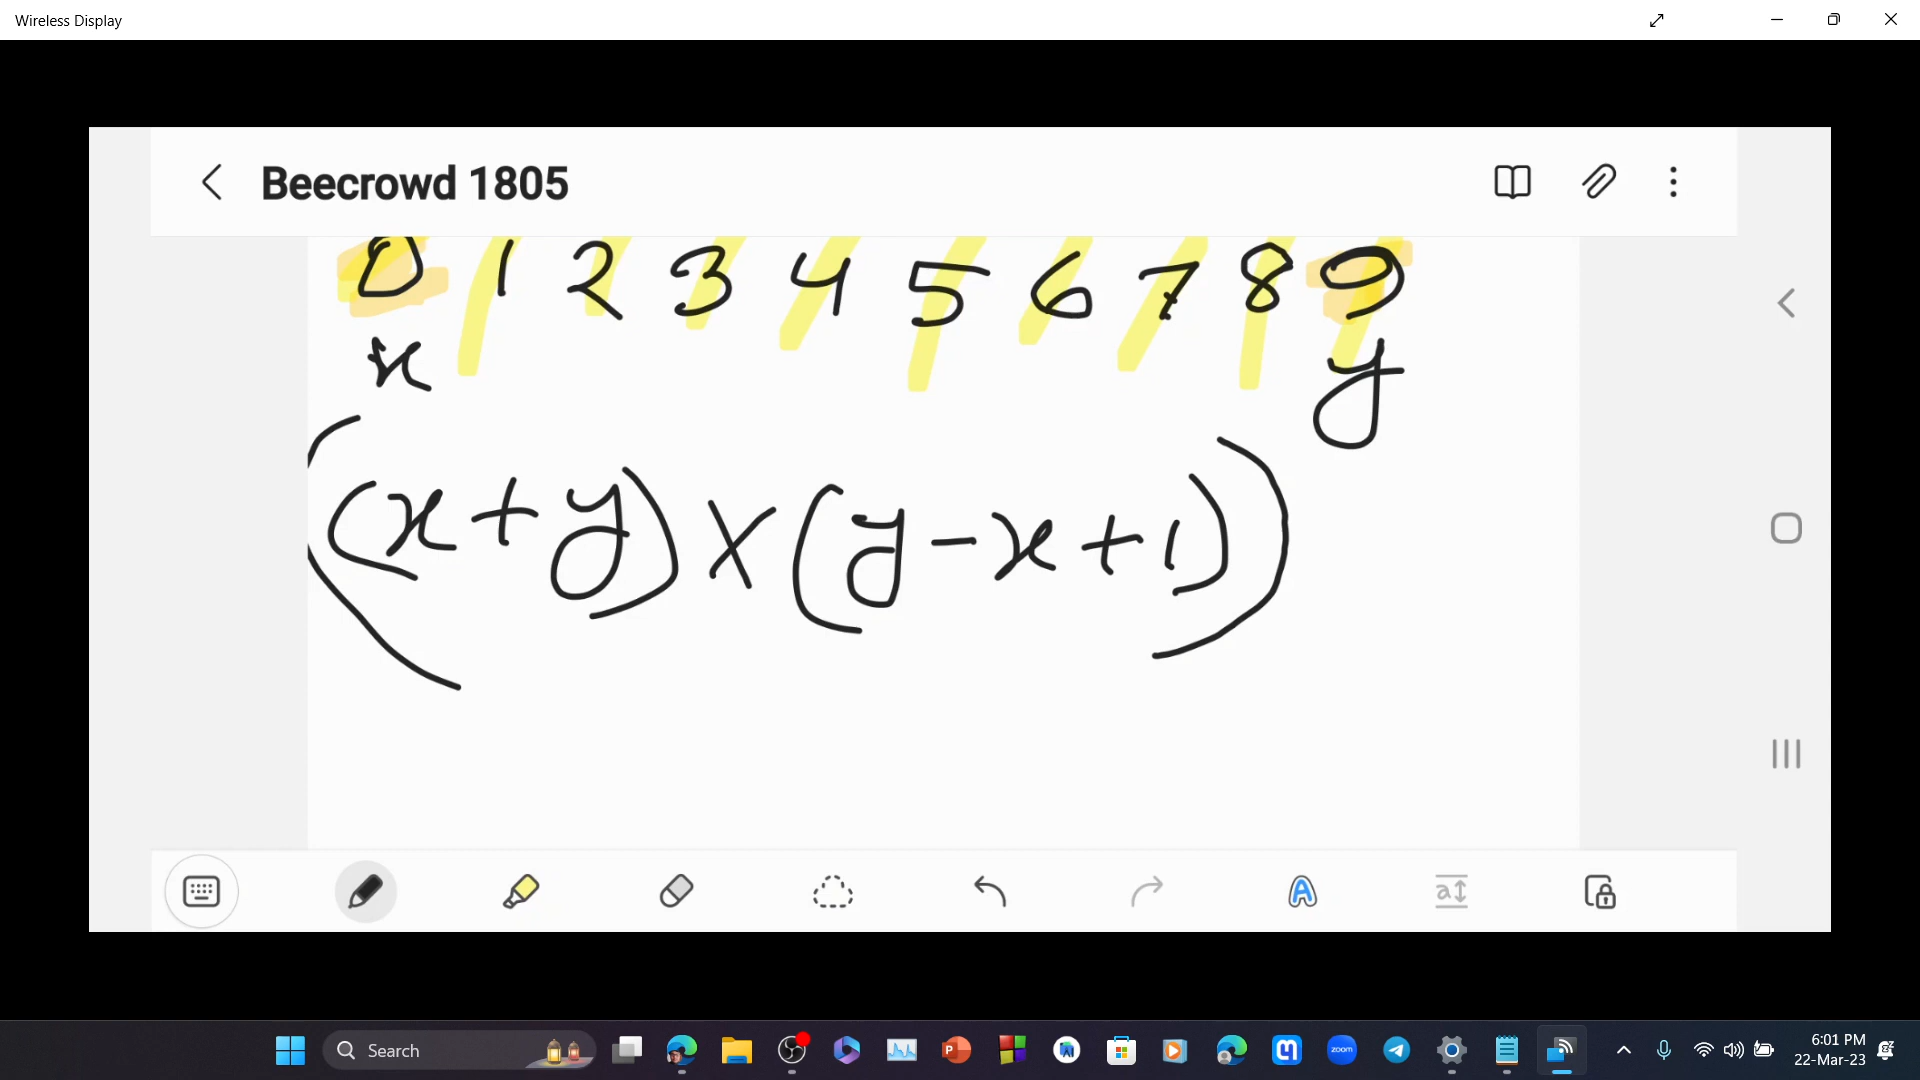 Wireless Display
Beecrowd 1805
0 1 2 3 4 5 6 7 8 9
x y
((x+y)×(y-x+1))
Search
zoom
6:01 PM
22-Mar-23